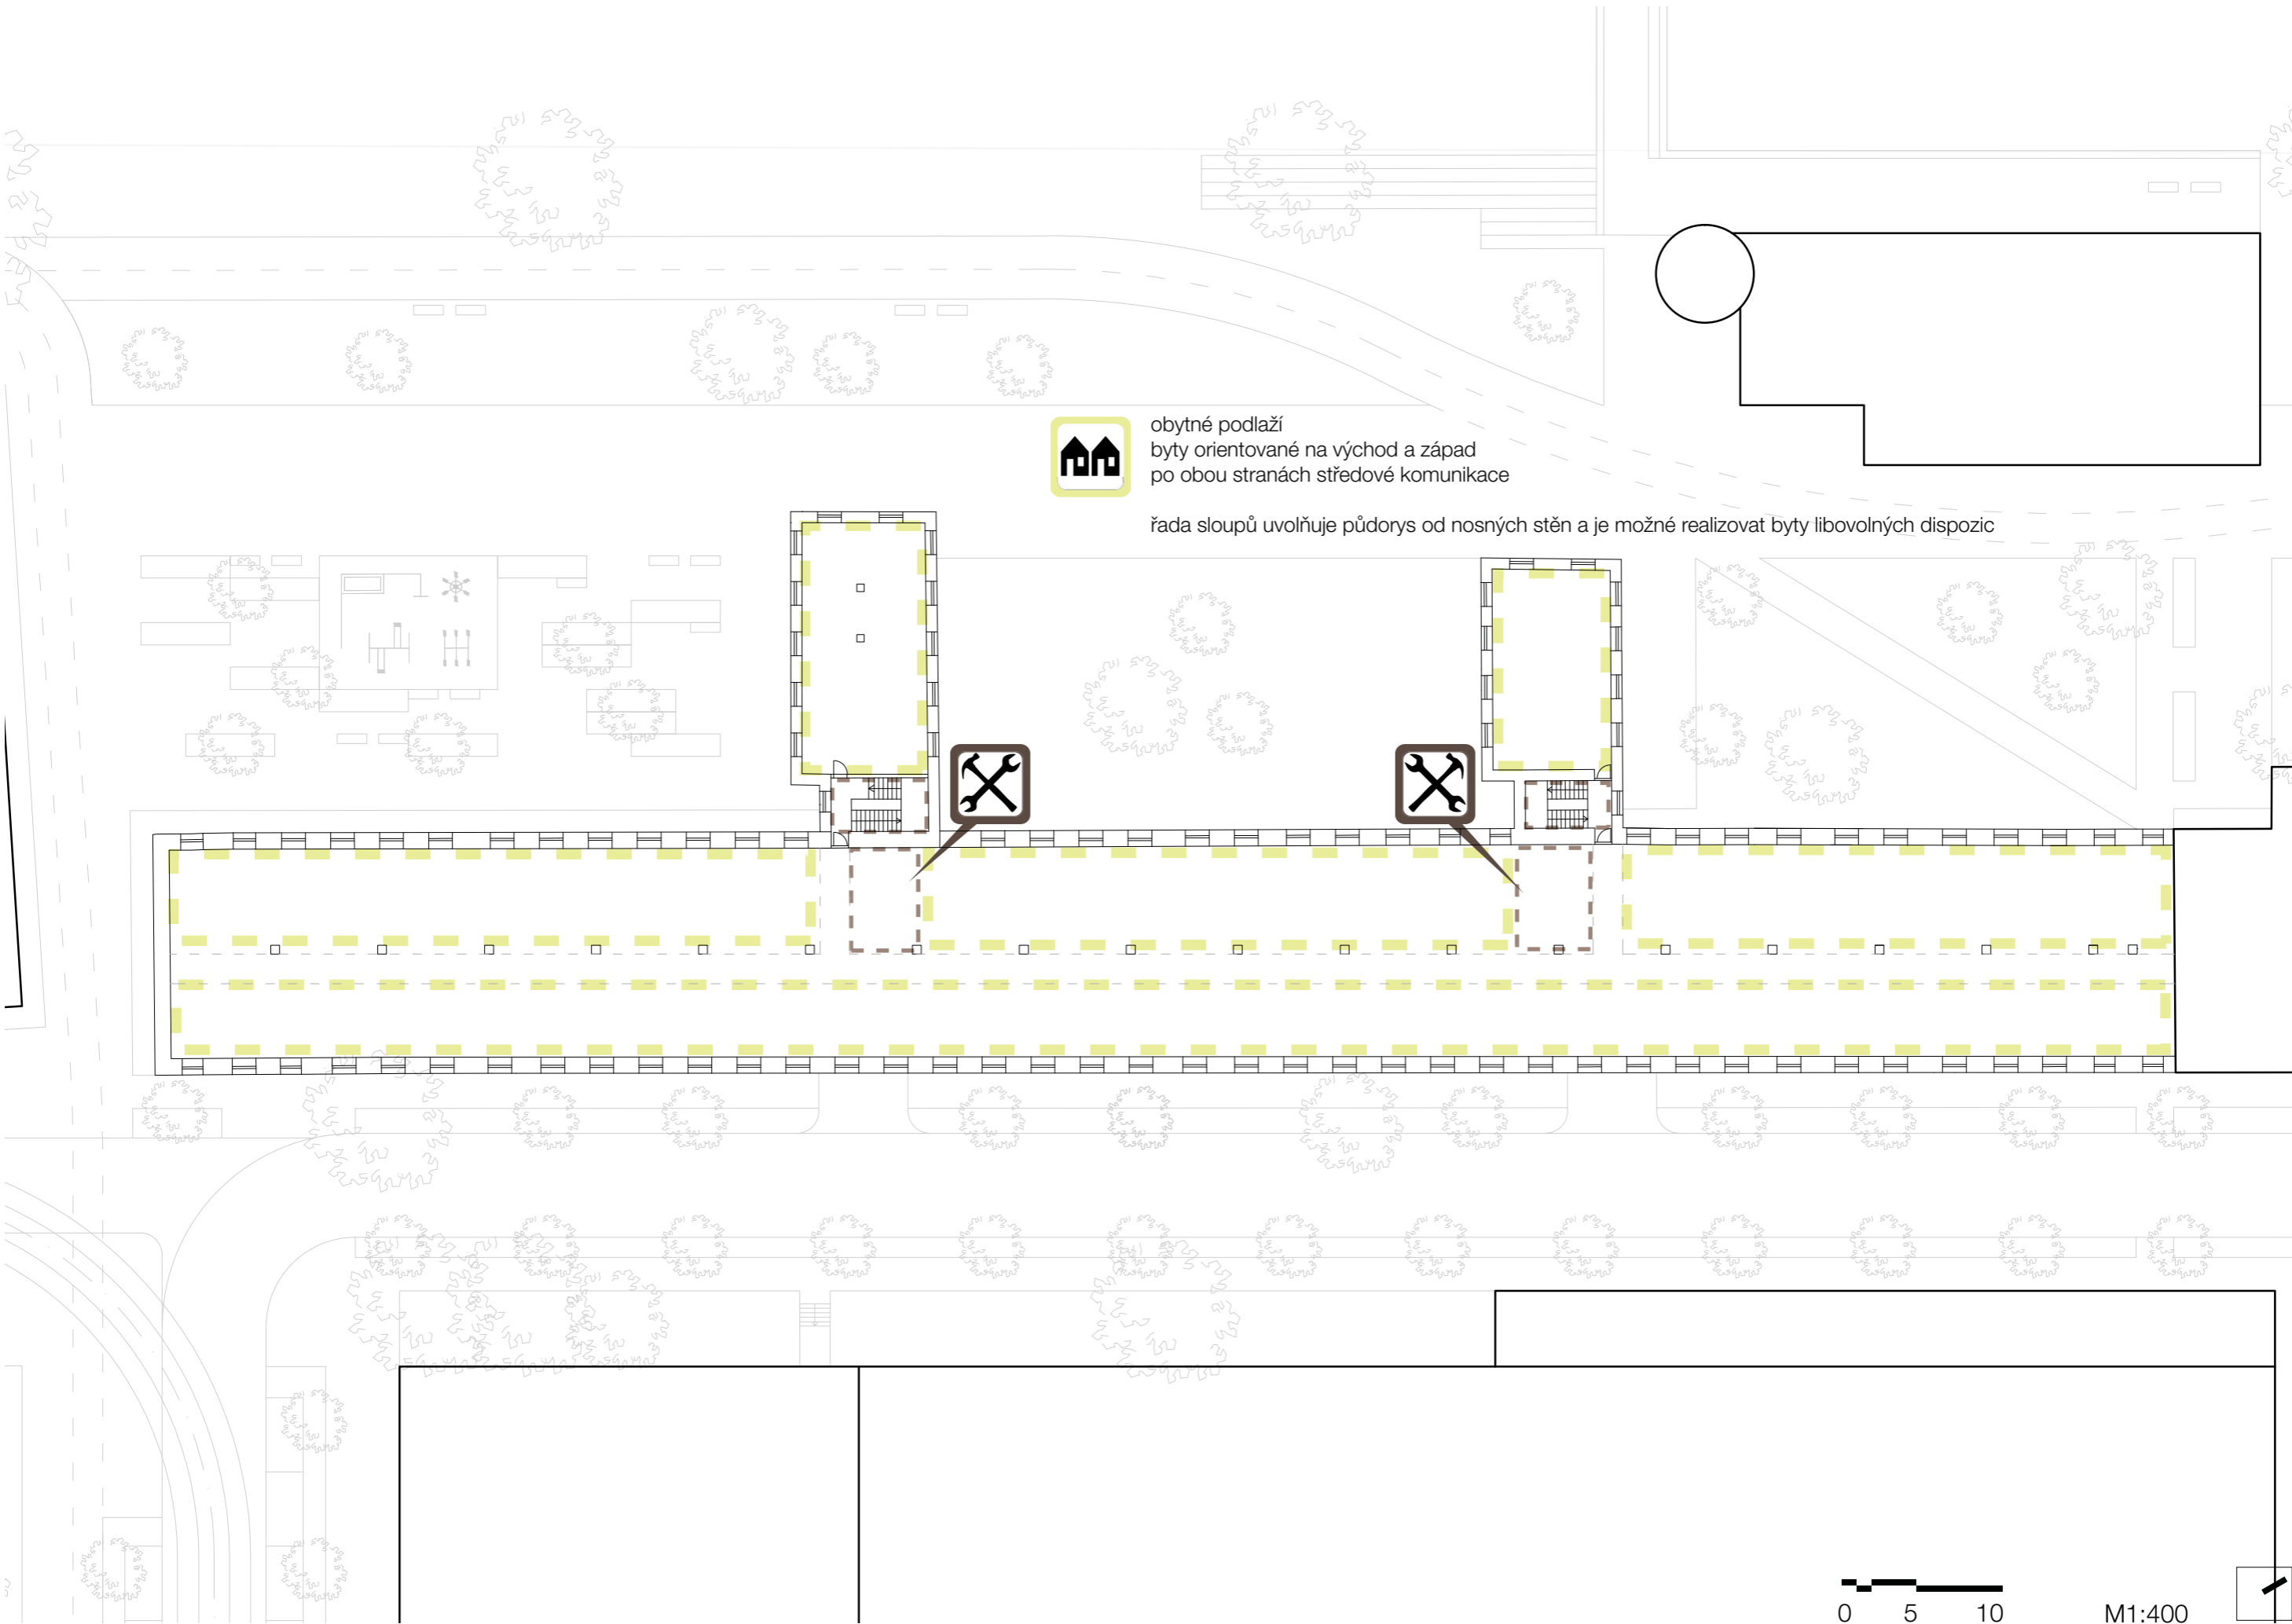 obytné podlaží
byty orientované na východ a západ
po obou stranách středové komunikace
řada sloupů uvolňuje půdorys od nosných stěn a je možné realizovat byty libovolných dispozic
0 5 10
M1:400